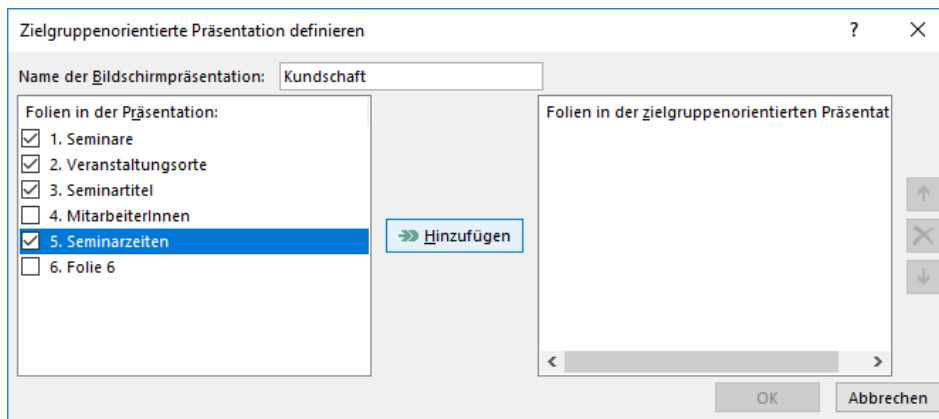 Zielgruppenorientierte Präsentation definieren
Name der Bildschirmpräsentation: Kundschaft
Folien in der Präsentation:
1. Seminare
2. Veranstaltungsorte
3. Seminartitel
4. MitarbeiterInnen
5. Seminarzeiten
6. Folie 6
Hinzufügen
Folien in der zielgruppenorientierten Präsentat
OK Abbrechen